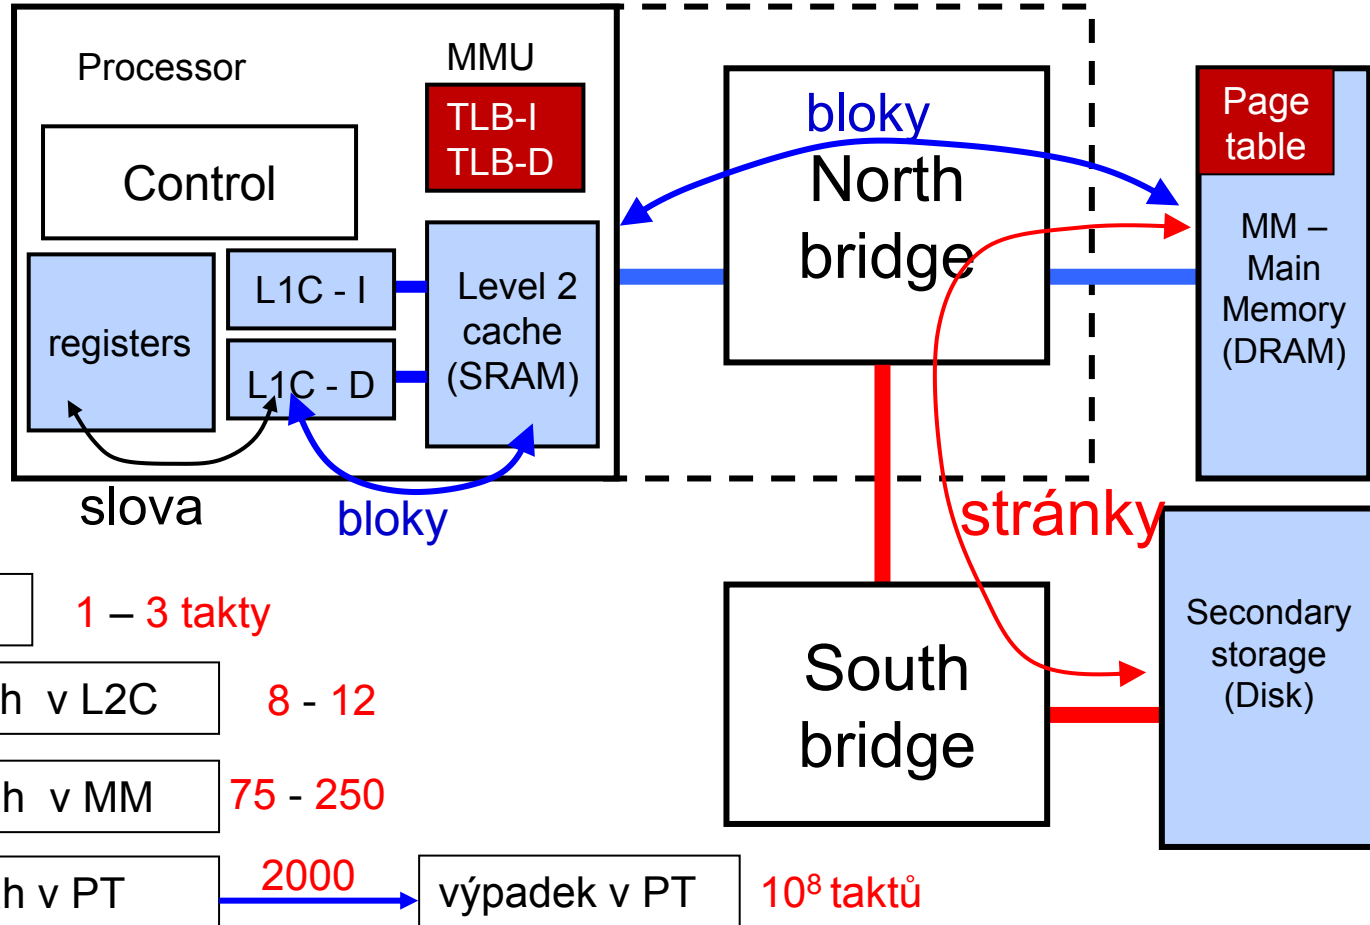 Processor
MMU
TLB-I
TLB-D
Control
registers
L1C - I
L1C - D
Level 2
cache
(SRAM)
slova
bloky
bloky
North
bridge
Page
table
MM –
Main
Memory
(DRAM)
stránky
South
bridge
Secondary
storage
(Disk)
1 – 3 takty
h v L2C
8 - 12
h v MM
75 - 250
h v PT
2000
výpadek v PT
10⁸ taktů